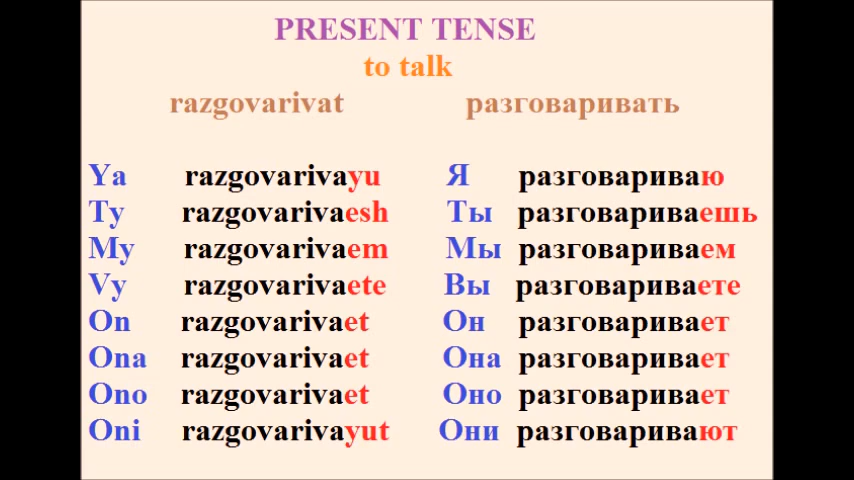 PRESENT TENSE
to talk
razgovarivat разговаривать
Ya razgovarivayu Я разговариваю
Ty razgovarivaesh Ты разговариваешь
My razgovarivaem Мы разговариваем
Vy razgovarivaete Вы разговариваете
On razgovarivaet Он разговаривает
Ona razgovarivaet Она разговаривает
Ono razgovarivaet Оно разговаривает
Oni razgovarivayut Они разговаривают